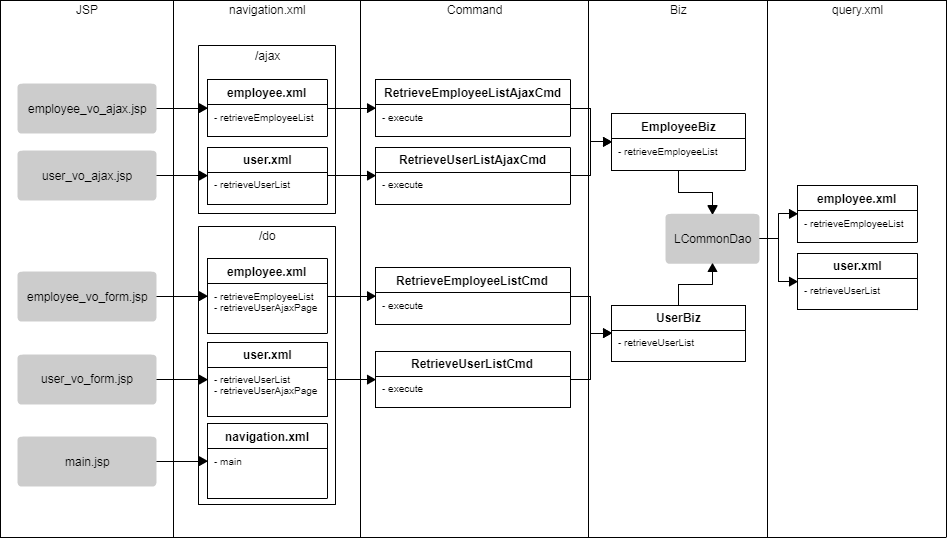 JSP
navigation.xml
Command
Biz
query.xml
employee_vo_ajax.jsp
user_vo_ajax.jsp
employee_vo_form.jsp
user_vo_form.jsp
main.jsp
/ajax
employee.xml
- retrieveEmployeeList
user.xml
- retrieveUserList
/do
employee.xml
- retrieveEmployeeList
- retrieveUserAjaxPage
user.xml
- retrieveUserList
- retrieveUserAjaxPage
navigation.xml
- main
RetrieveEmployeeListAjaxCmd
- execute
RetrieveUserListAjaxCmd
- execute
RetrieveEmployeeListCmd
- execute
RetrieveUserListCmd
- execute
EmployeeBiz
- retrieveEmployeeList
LCommonDao
UserBiz
- retrieveUserList
employee.xml
- retrieveEmployeeList
user.xml
- retrieveUserList